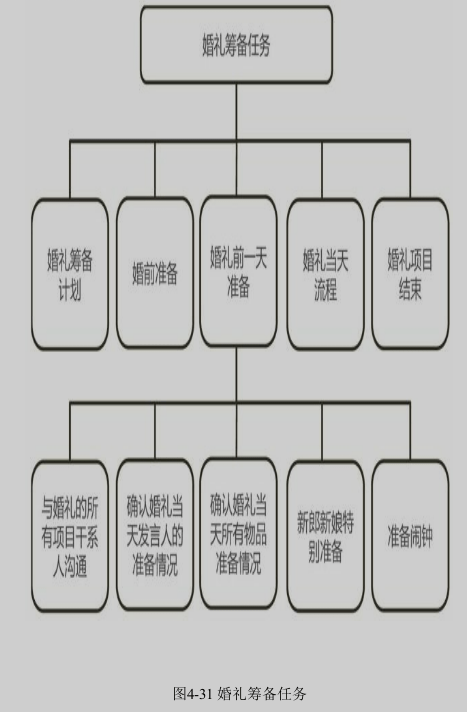 婚礼筹备任务
婚礼筹备
计划
婚前准备
婚礼前一天
准备
婚礼当天
流程
婚礼项目
结束
与婚礼的所
有项目干系
人沟通
确认婚礼当
天发言人的
准备情况
确认婚礼当
天所有物品
准备情况
新郎新娘特
别准备
准备闹钟
图4-31 婚礼筹备任务